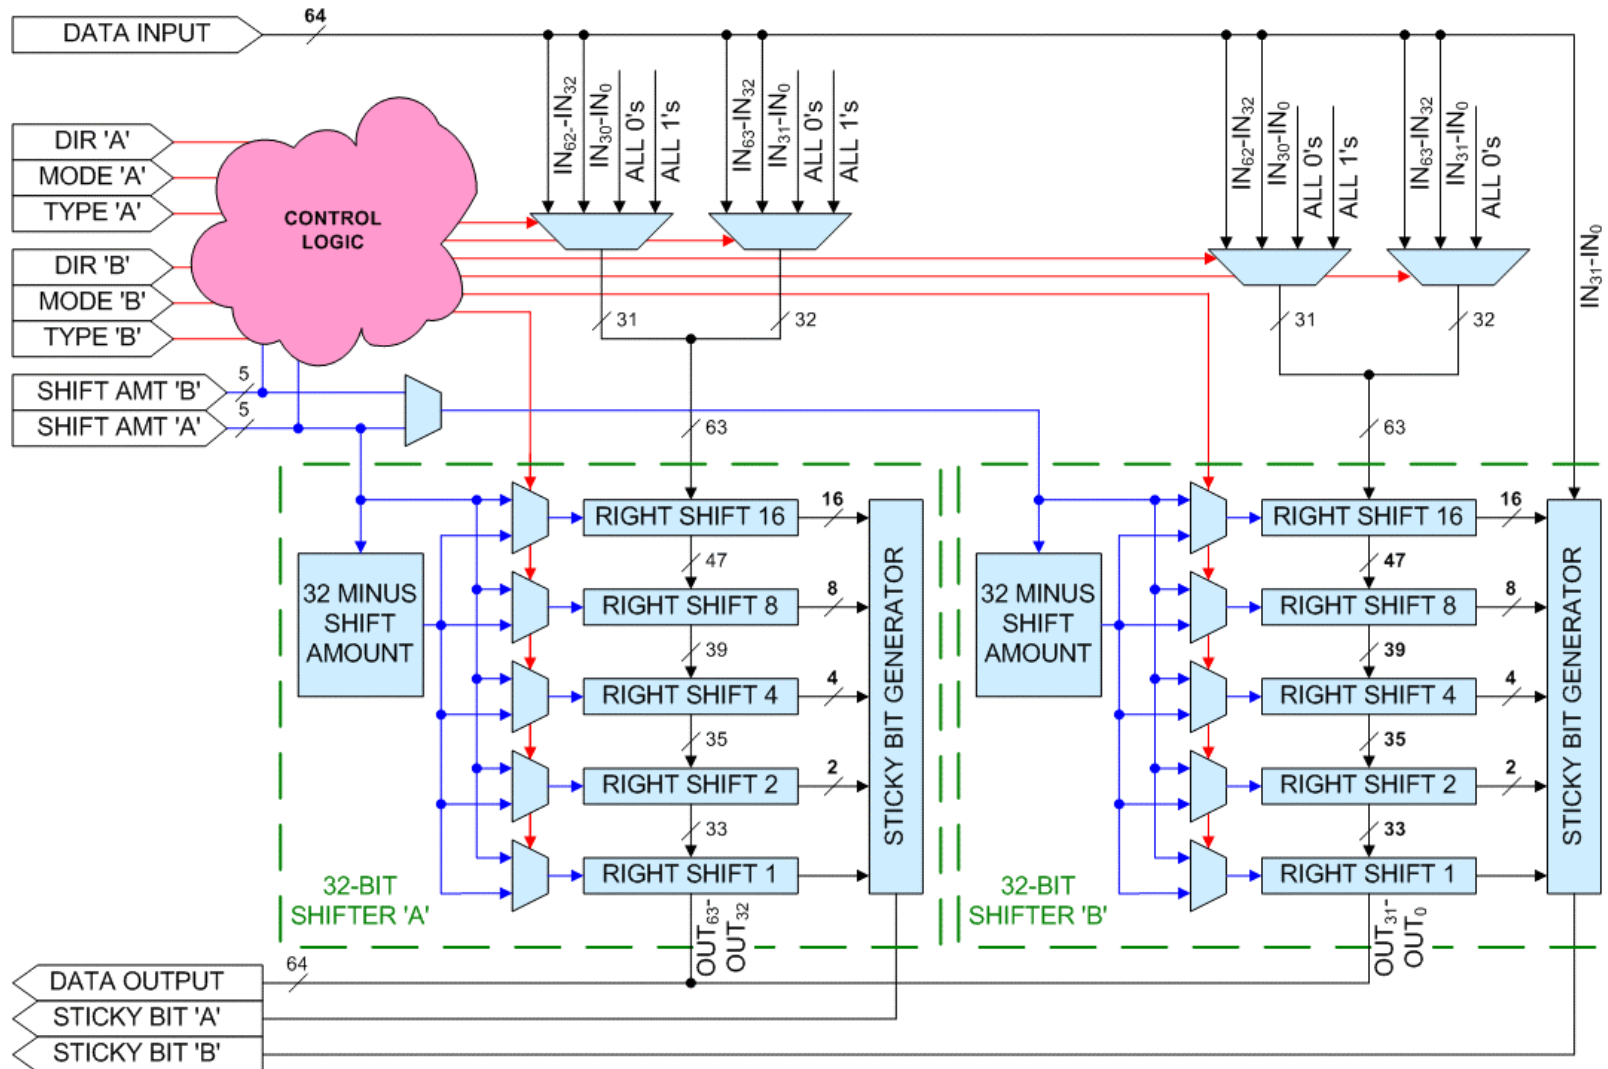 DATA INPUT
64
DIR 'A'
MODE 'A'
TYPE 'A'
DIR 'B'
MODE 'B'
TYPE 'B'
SHIFT AMT 'B'
5
SHIFT AMT 'A'
5
CONTROL
LOGIC
IN62--IN32
IN30-IN0
ALL 0's
ALL 1's
IN63-IN32
IN31-IN0
ALL 0's
ALL 1's
IN62-IN32
IN30-IN0
ALL 0's
ALL 1's
IN63-IN32
IN31-IN0
ALL 0's
IN31-IN0
31
32
63
31
32
63
32 MINUS
SHIFT
AMOUNT
RIGHT SHIFT 16
16
47
RIGHT SHIFT 8
8
39
RIGHT SHIFT 4
4
35
RIGHT SHIFT 2
2
33
RIGHT SHIFT 1
STICKY BIT GENERATOR
32-BIT
SHIFTER 'A'
OUT63-
OUT32
32 MINUS
SHIFT
AMOUNT
RIGHT SHIFT 16
16
47
RIGHT SHIFT 8
8
39
RIGHT SHIFT 4
4
35
RIGHT SHIFT 2
2
33
RIGHT SHIFT 1
STICKY BIT GENERATOR
32-BIT
SHIFTER 'B'
OUT31-
OUT0
DATA OUTPUT
64
STICKY BIT 'A'
STICKY BIT 'B'